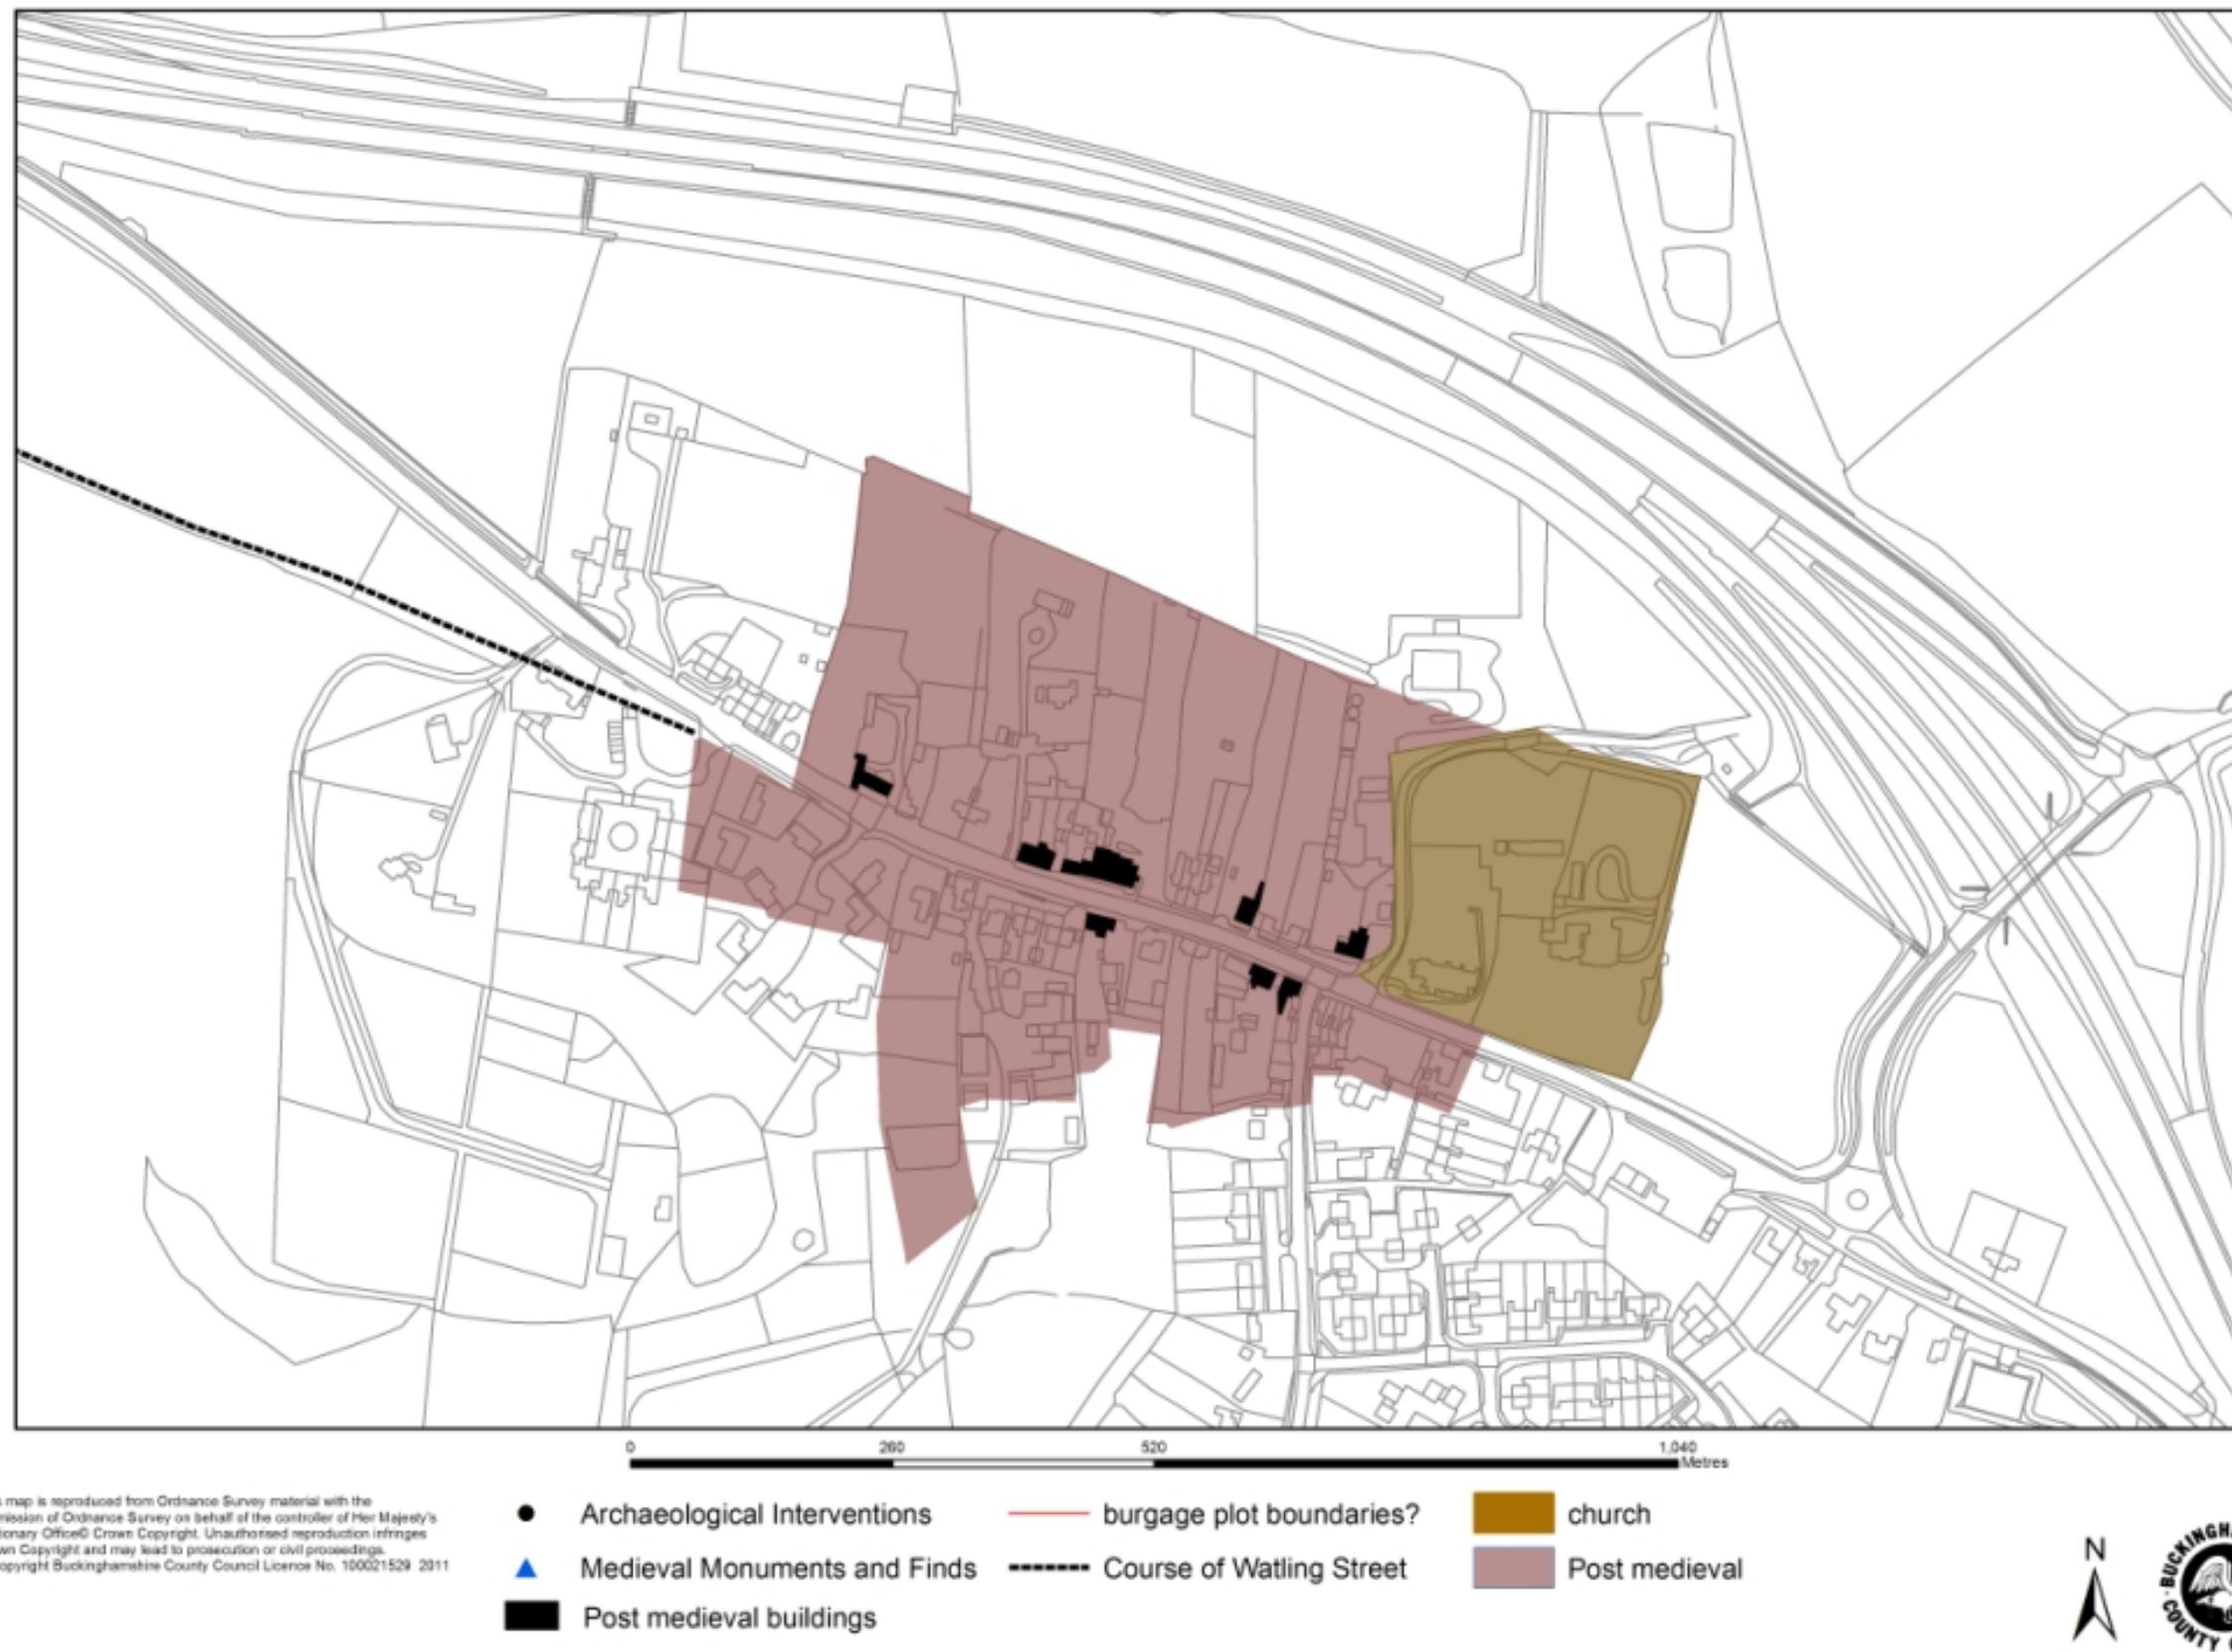 0 260 520 1,040
Metres
s map is reproduced from Ordnance Survey material with the
mission of Ordnance Survey on behalf of the controller of Her Majesty's
tionary Office© Crown Copyright. Unauthorised reproduction infringes
wn Copyright and may lead to prosecution or civil proceedings.
opyright Buckinghamshire County Council Licence No. 100021529 2011
Archaeological Interventions
Medieval Monuments and Finds
Post medieval buildings
burgage plot boundaries?
Course of Watling Street
church
Post medieval
N
BUCKINGHA
COUNTY